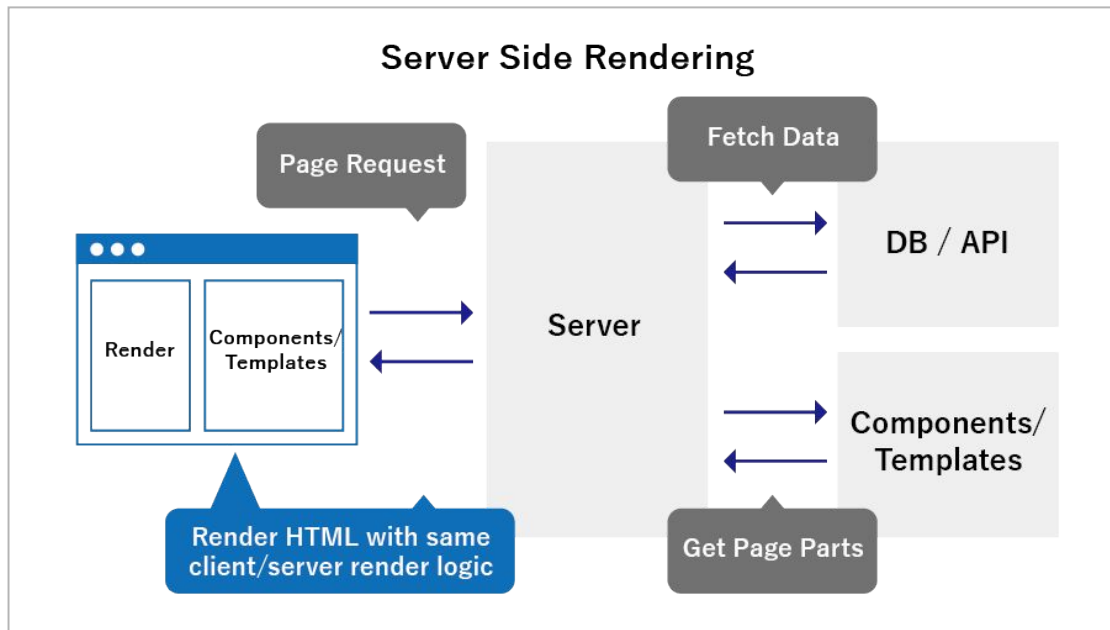 Server Side Rendering
Page Request
Fetch Data
Render
Components/
Templates
Server
DB / API
Components/
Templates
Render HTML with same
client/server render logic
Get Page Parts